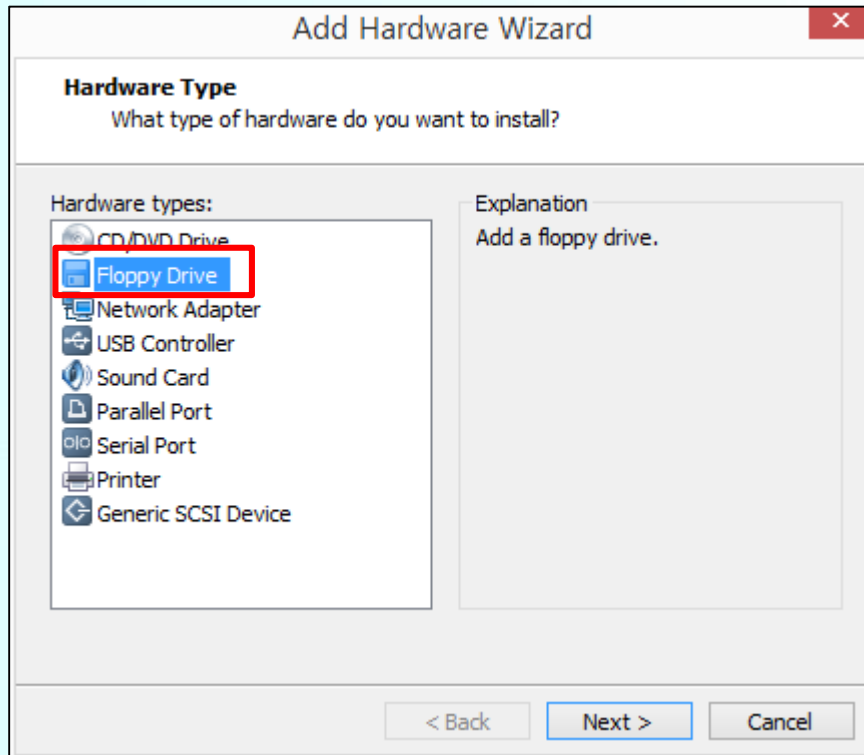 Add Hardware Wizard
Hardware Type
What type of hardware do you want to install?
Hardware types:
CD/DVD Drive
Floppy Drive
Network Adapter
USB Controller
Sound Card
Parallel Port
Serial Port
Printer
Generic SCSI Device
Explanation
Add a floppy drive.
< Back
Next >
Cancel